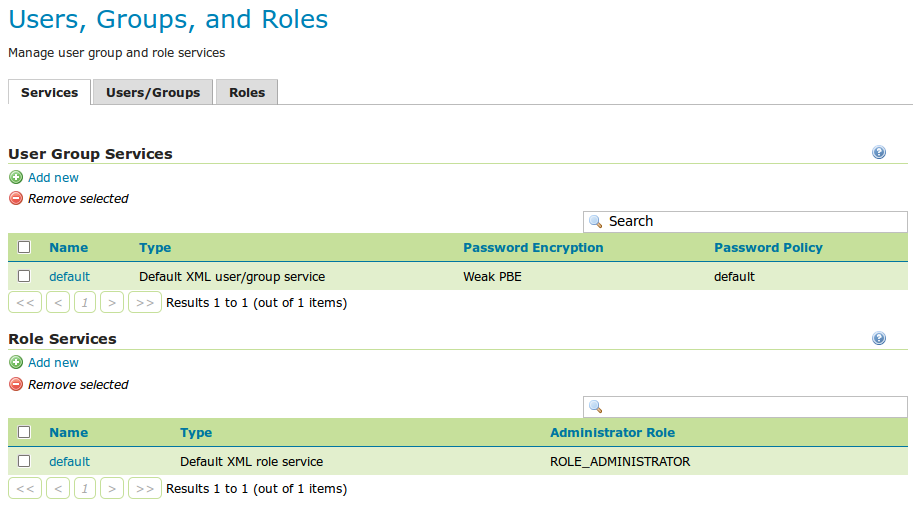 Users, Groups, and Roles
Manage user group and role services
Services Users/Groups Roles
User Group Services
Add new
Remove selected
Search
Name Type Password Encryption Password Policy
default Default XML user/group service Weak PBE default
<< < 1 > >> Results 1 to 1 (out of 1 items)
Role Services
Add new
Remove selected
Name Type Administrator Role
default Default XML role service ROLE_ADMINISTRATOR
<< < 1 > >> Results 1 to 1 (out of 1 items)